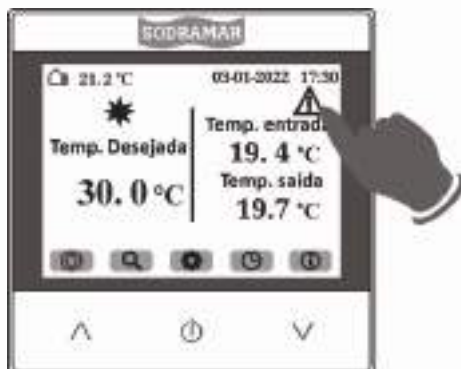 SODRAMAR
21.2 °C 03-01-2022 17:30
Temp. Desejada
30.0 °C
Temp. entrada
19.4 °C
Temp. saida
19.7 °C